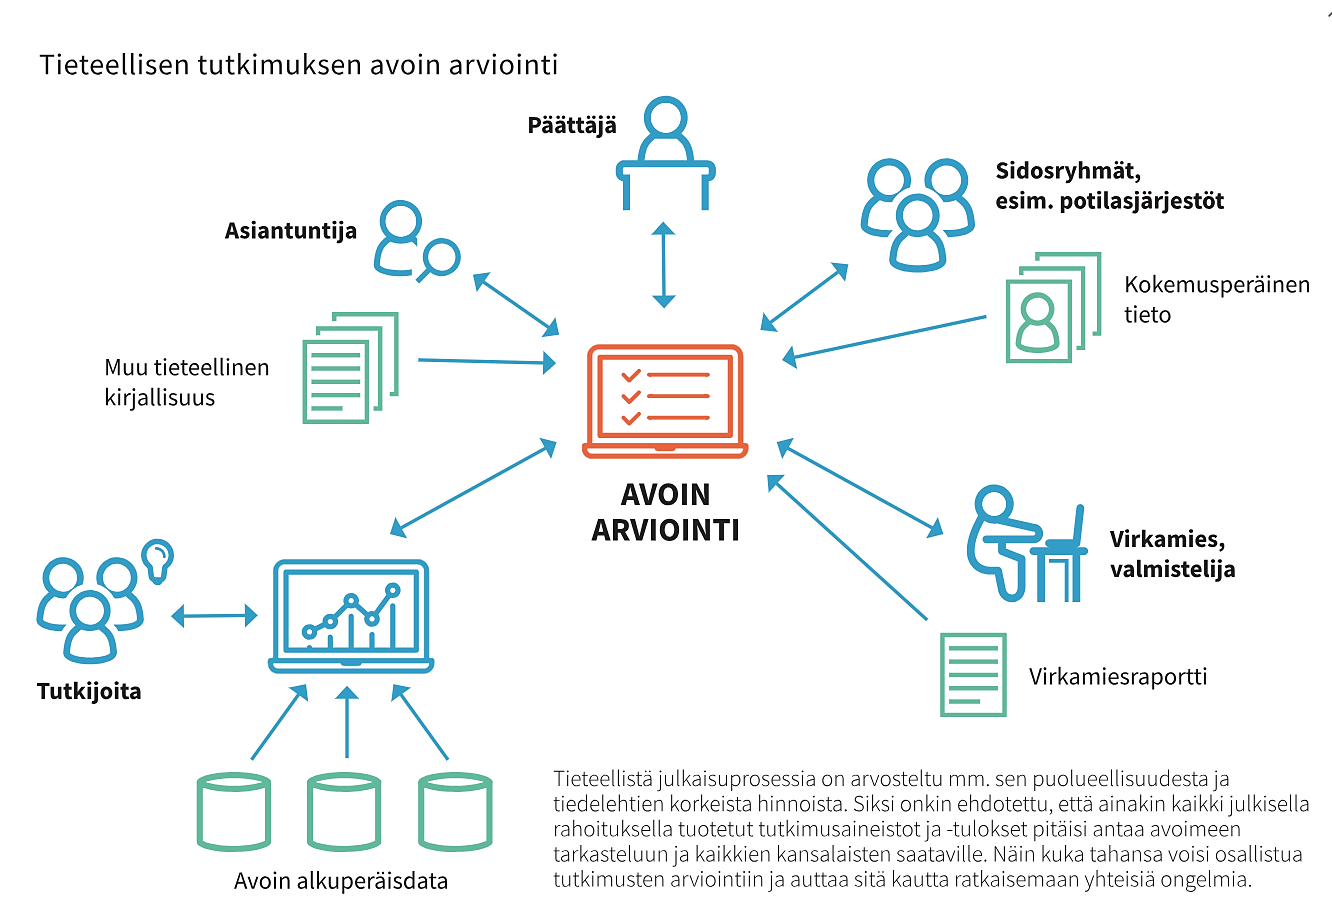 Tieteellisen tutkimuksen avoin arviointi
Päättäjä
Sidosryhmät,
esim. potilasjärjestöt
Asiantuntija
Kokemusperäinen
tieto
Muu tieteellinen
kirjallisuus
AVOIN
ARVIOINTI
Virkamies,
valmistelija
Tutkijoita
Virkamiesraportti
Avoin alkuperäisdata
Tieteellistä julkaisuprosessia on arvosteltu mm. sen puolueellisuudesta ja
tiedelehtien korkeista hinnoista. Siksi onkin ehdotettu, että ainakin kaikki julkisella
rahoituksella tuotetut tutkimusaineistot ja -tulokset pitäisi antaa avoimeen
tarkasteluun ja kaikkien kansalaisten saataville. Näin kuka tahansa voisi osallistua
tutkimusten arviointiin ja auttaa sitä kautta ratkaisemaan yhteisiä ongelmia.